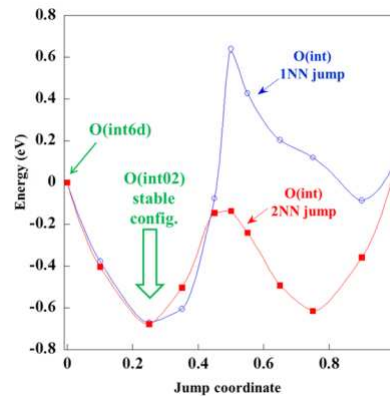 0.8
0.6
0.4
0.2
0
-0.2
-0.4
-0.6
-0.8
Energy (eV)
O(int6d)
O(int02)
stable
config.
O(int)
1NN jump
O(int)
2NN jump
0
0.2
0.4
0.6
0.8
Jump coordinate